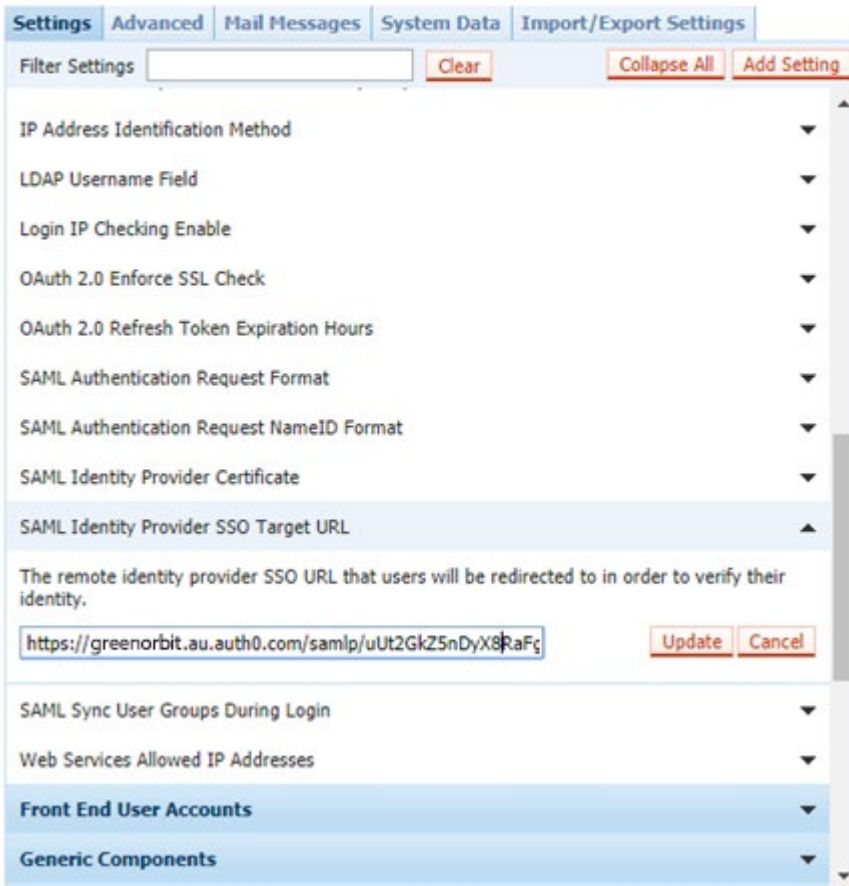 Settings Advanced Mail Messages System Data Import/Export Settings
Filter Settings Clear Collapse All Add Setting
IP Address Identification Method
LDAP Username Field
Login IP Checking Enable
OAuth 2.0 Enforce SSL Check
OAuth 2.0 Refresh Token Expiration Hours
SAML Authentication Request Format
SAML Authentication Request NameID Format
SAML Identity Provider Certificate
SAML Identity Provider SSO Target URL
The remote identity provider SSO URL that users will be redirected to in order to verify their
identity.
https://greenorbit.au.auth0.com/samlp/uUt2GkZ5nDyX8RaFg Update Cancel
SAML Sync User Groups During Login
Web Services Allowed IP Addresses
Front End User Accounts
Generic Components